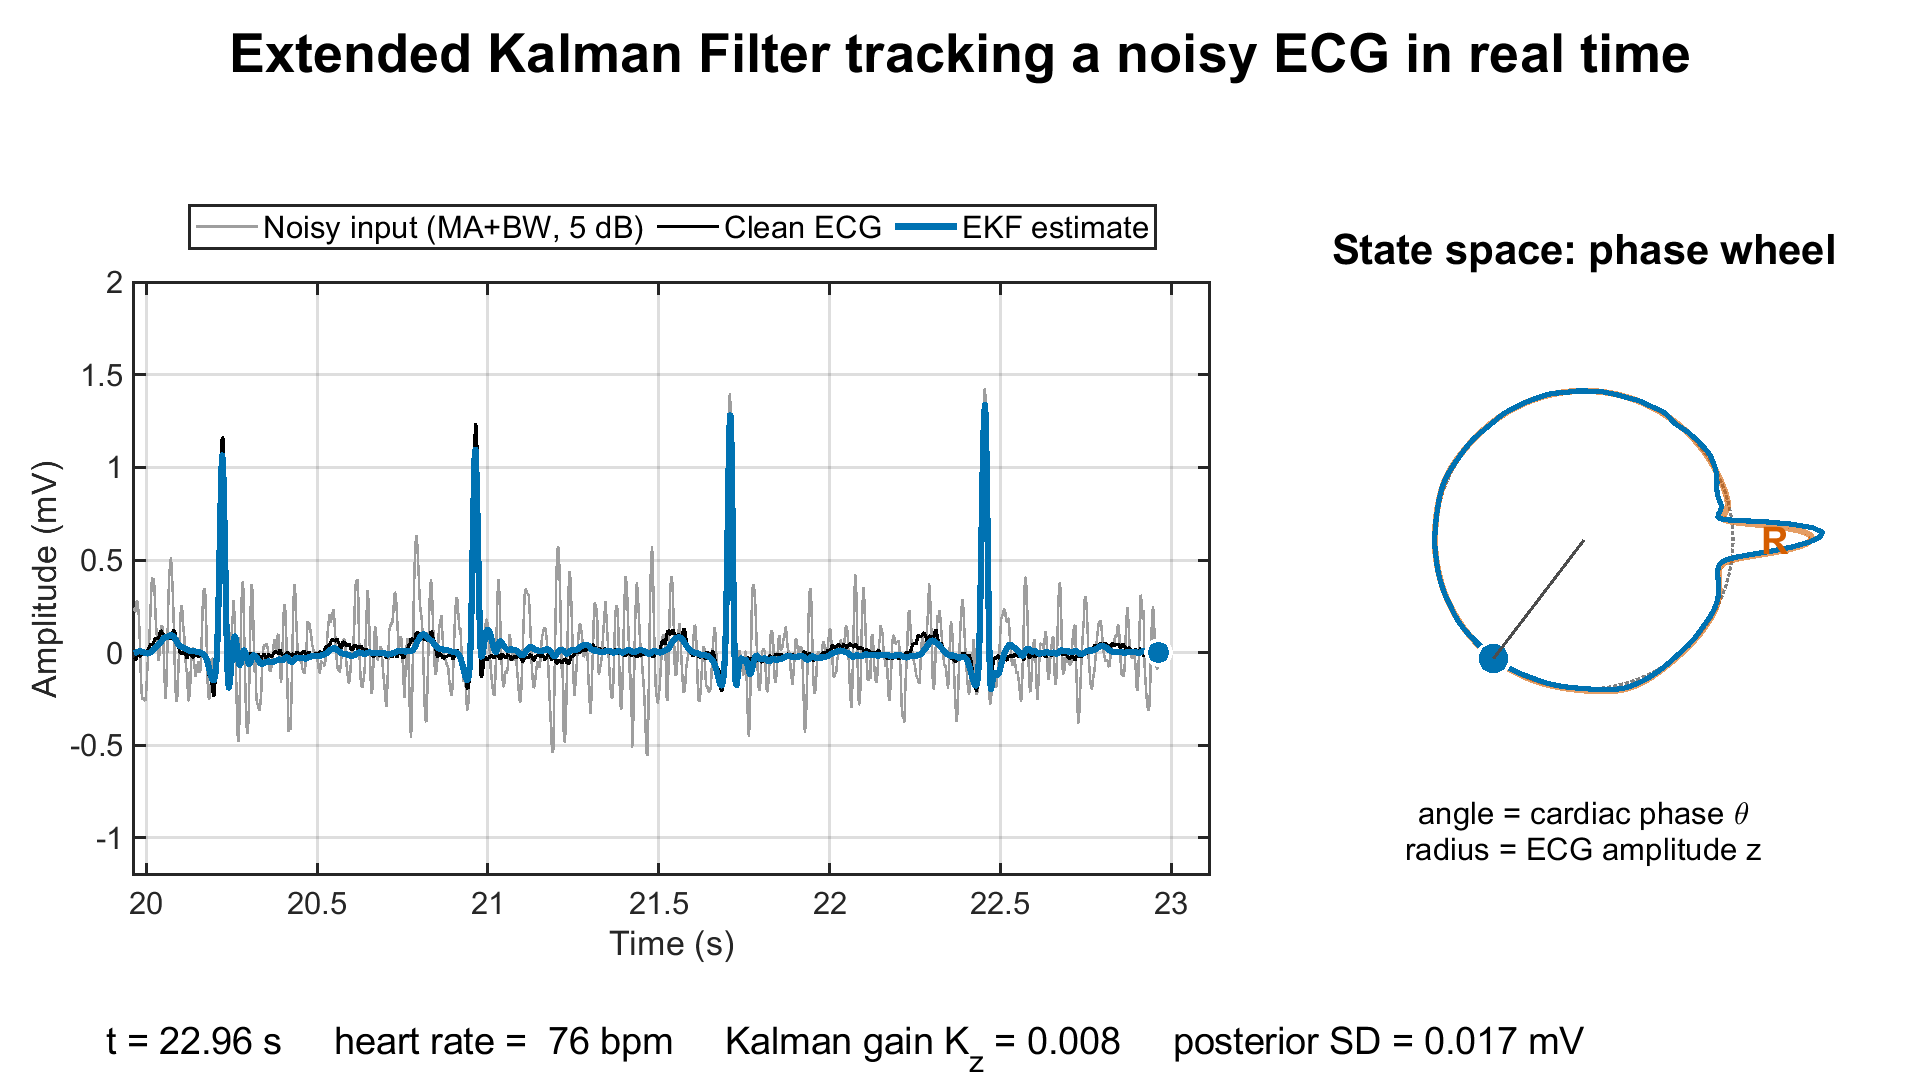 Extended Kalman Filter tracking a noisy ECG in real time
Noisy input (MA+BW, 5 dB) Clean ECG EKF estimate
State space: phase wheel
2
1.5
1
0.5
0
-0.5
-1
Amplitude (mV)
20 20.5 21 21.5 22 22.5 23
Time (s)
R
angle = cardiac phase θ
radius = ECG amplitude z
t = 22.96 s heart rate = 76 bpm Kalman gain K_z = 0.008 posterior SD = 0.017 mV